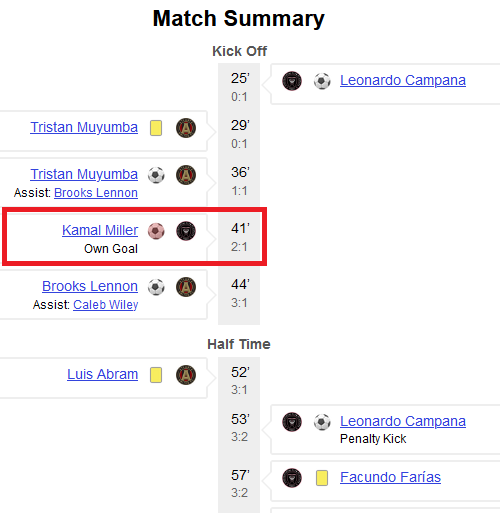 Match Summary
Kick Off
25'
0:1
Leonardo Campana
Tristan Muyumba
29'
0:1
Tristan Muyumba
Assist: Brooks Lennon
36'
1:1
Kamal Miller
Own Goal
41'
2:1
Brooks Lennon
Assist: Caleb Wiley
44'
3:1
Half Time
Luis Abram
52'
3:1
53'
3:2
Leonardo Campana
Penalty Kick
57'
3:2
Facundo Farías